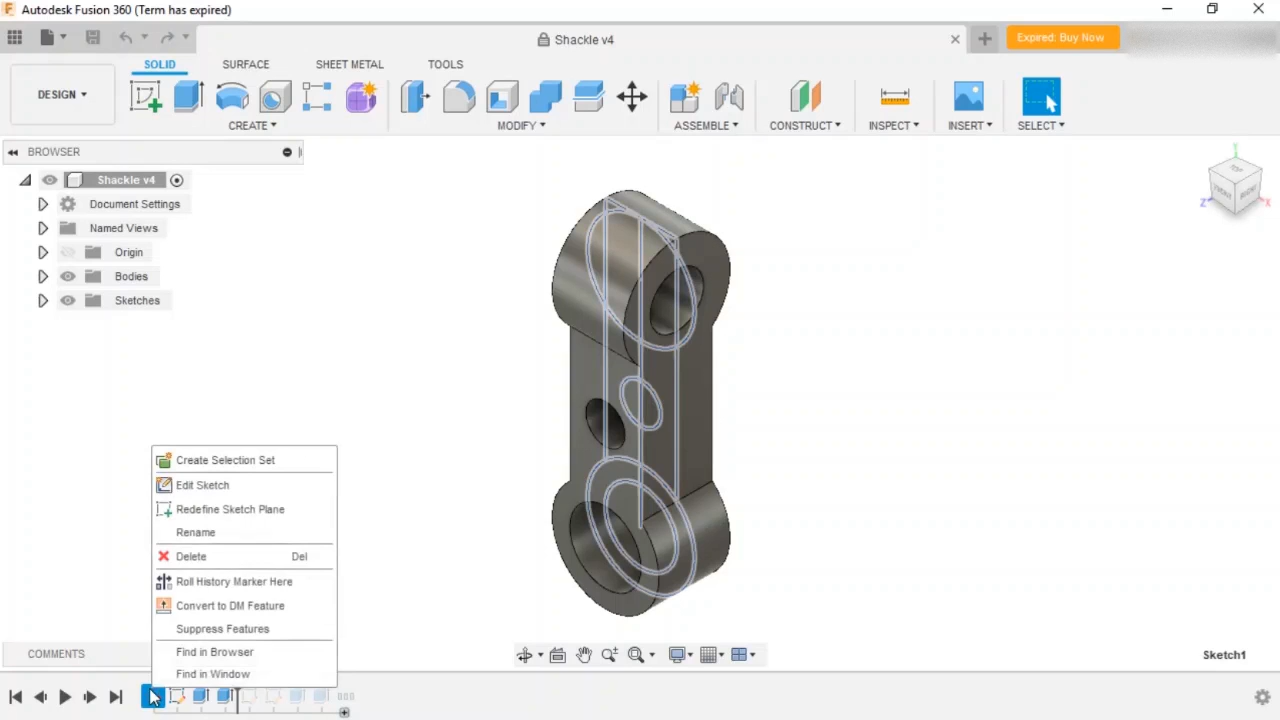 Autodesk Fusion 360 (Term has expired)
Shackle v4
Expired: Buy Now
SOLID SURFACE SHEET METAL TOOLS
DESIGN
CREATE MODIFY ASSEMBLE CONSTRUCT INSPECT INSERT SELECT
BROWSER
Shackle v4
Document Settings
Named Views
Origin
Bodies
Sketches
Create Selection Set
Edit Sketch
Redefine Sketch Plane
Rename
Delete Del
Roll History Marker Here
Convert to DM Feature
Suppress Features
Find in Browser
Find in Window
COMMENTS
Sketch1